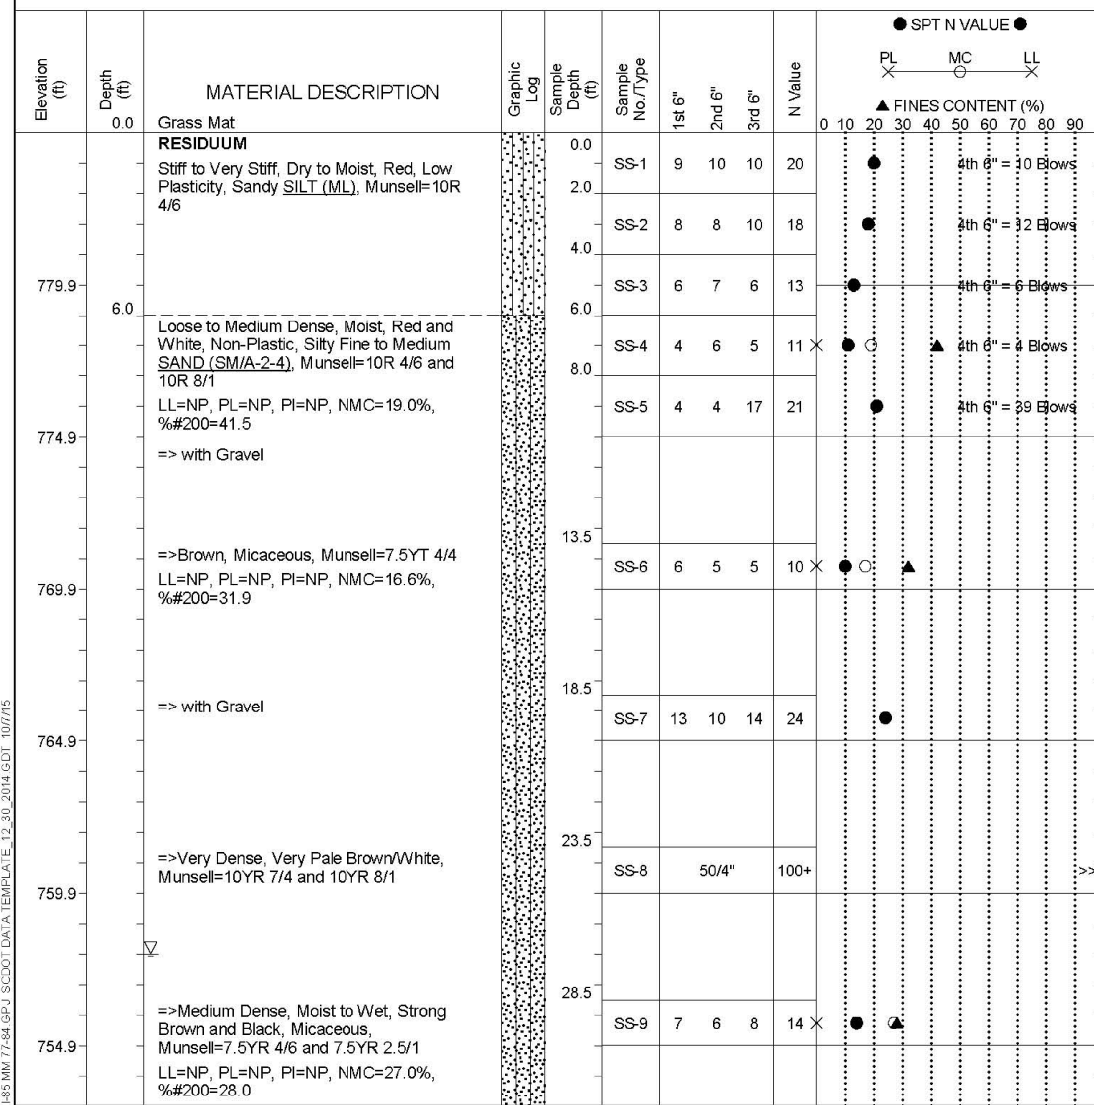 ● SPT N VALUE ●
PL MC LL
▲ FINES CONTENT (%)
0 10 20 30 40 50 60 70 80 90
Elevation (ft)
Depth (ft)
MATERIAL DESCRIPTION
Graphic Log
Sample Depth (ft)
Sample No./Type
1st 6"
2nd 6"
3rd 6"
N Value
0.0 Grass Mat
RESIDUUM
Stiff to Very Stiff, Dry to Moist, Red, Low
Plasticity, Sandy SILT (ML), Munsell=10R
4/6
0.0
SS-1 9 10 10 20 4th 6" = 10 Blows
2.0
SS-2 8 8 10 18 4th 6" = 12 Blows
4.0
779.9 SS-3 6 7 6 13 4th 6" = 6 Blows
6.0 6.0
Loose to Medium Dense, Moist, Red and
White, Non-Plastic, Silty Fine to Medium
SAND (SM/A-2-4), Munsell=10R 4/6 and
10R 8/1
SS-4 4 6 5 11 4th 6" = 4 Blows
8.0
LL=NP, PL=NP, PI=NP, NMC=19.0%,
%#200=41.5
SS-5 4 4 17 21 4th 6" = 39 Blows
774.9
=> with Gravel
13.5
=>Brown, Micaceous, Munsell=7.5YT 4/4
LL=NP, PL=NP, PI=NP, NMC=16.6%,
%#200=31.9
SS-6 6 5 5 10
769.9
18.5
=> with Gravel
SS-7 13 10 14 24
764.9
23.5
=>Very Dense, Very Pale Brown/White,
Munsell=10YR 7/4 and 10YR 8/1
SS-8 50/4" 100+ >>
759.9
28.5
=>Medium Dense, Moist to Wet, Strong
Brown and Black, Micaceous,
Munsell=7.5YR 4/6 and 7.5YR 2.5/1
SS-9 7 6 8 14
754.9
LL=NP, PL=NP, PI=NP, NMC=27.0%,
%#200=28.0
I-85 MM 77-84.GPJ SCDOT DATA TEMPLATE_12_30_2014.GDT 10/7/15